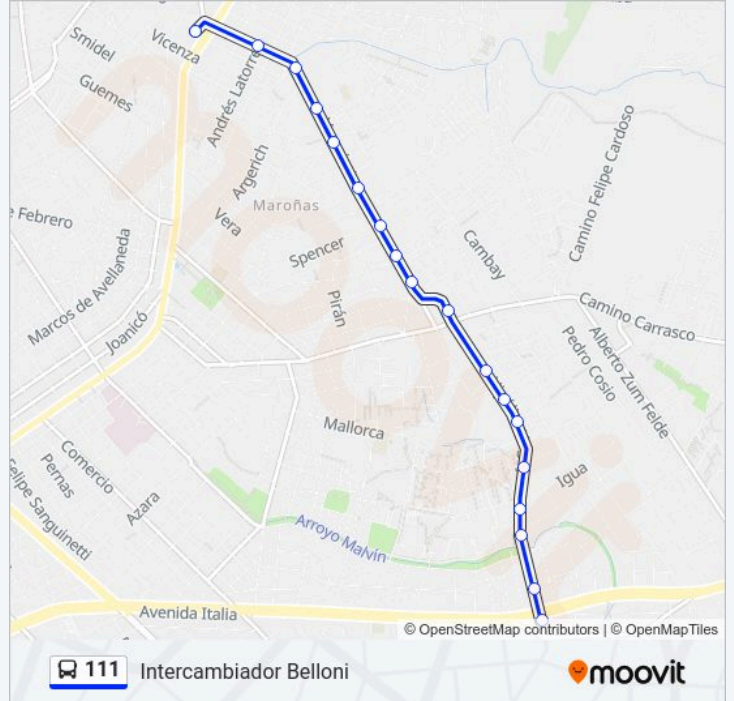 Smidel
Vicenza
Guemes
Andrés Latorre
Argerich
Maroñas
Vera
e Febrero
Spencer
Cambay
Camino Felipe Cardoso
Marcos de Avellaneda
Joanicó
Pirán
Camino Carrasco
Alberto Zum Felde
Pedro Cosio
Mallorca
Comercio
Pernas
Igua
Azara
Felipe Sanguinetti
Arroyo Malvín
Avenida Italia
© OpenStreetMap contributors | © OpenMapTiles
111 Intercambiador Belloni
moovit